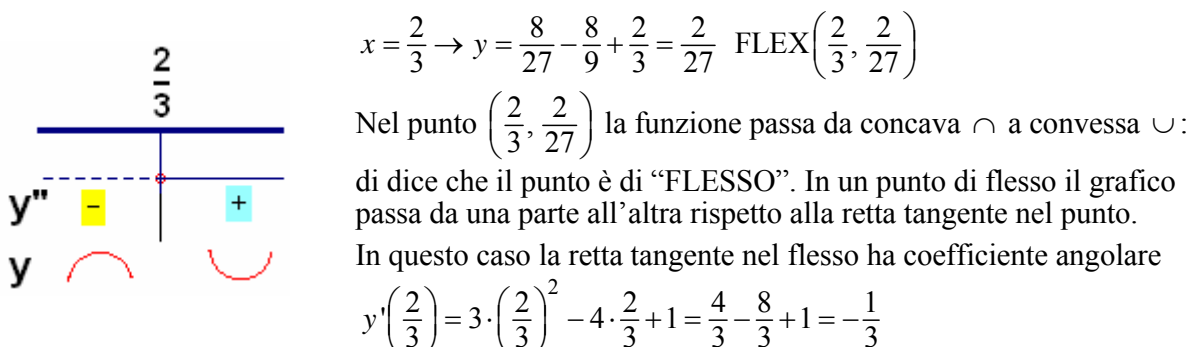 2/3
y" - +
y
x = 2/3 → y = 8/27 − 8/9 + 2/3 = 2/27 FLEX(2/3, 2/27)
Nel punto (2/3, 2/27) la funzione passa da concava ∩ a convessa ∪ :
di dice che il punto è di “FLESSO”. In un punto di flesso il grafico
passa da una parte all’altra rispetto alla retta tangente nel punto.
In questo caso la retta tangente nel flesso ha coefficiente angolare
y'(2/3) = 3·(2/3)² − 4·2/3 + 1 = 4/3 − 8/3 + 1 = −1/3